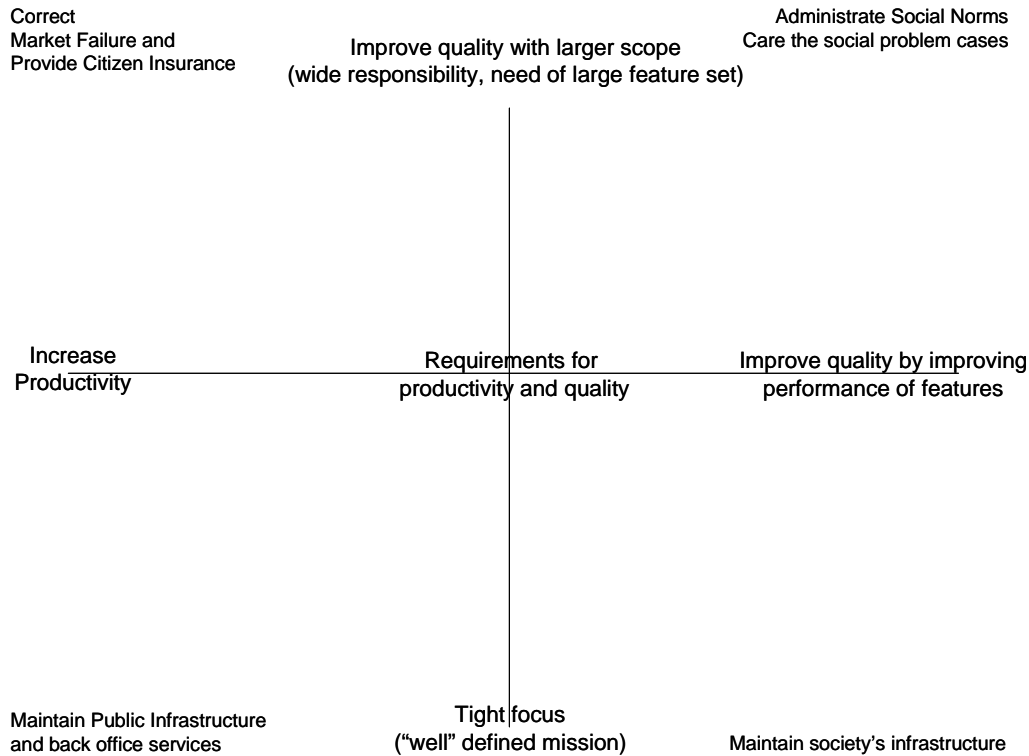 Correct
Market Failure and
Provide Citizen Insurance
Improve quality with larger scope
(wide responsibility, need of large feature set)
Administrate Social Norms
Care the social problem cases
Increase
Productivity
Requirements for
productivity and quality
Improve quality by improving
performance of features
Maintain Public Infrastructure
and back office services
Tight focus
(“well” defined mission)
Maintain society’s infrastructure